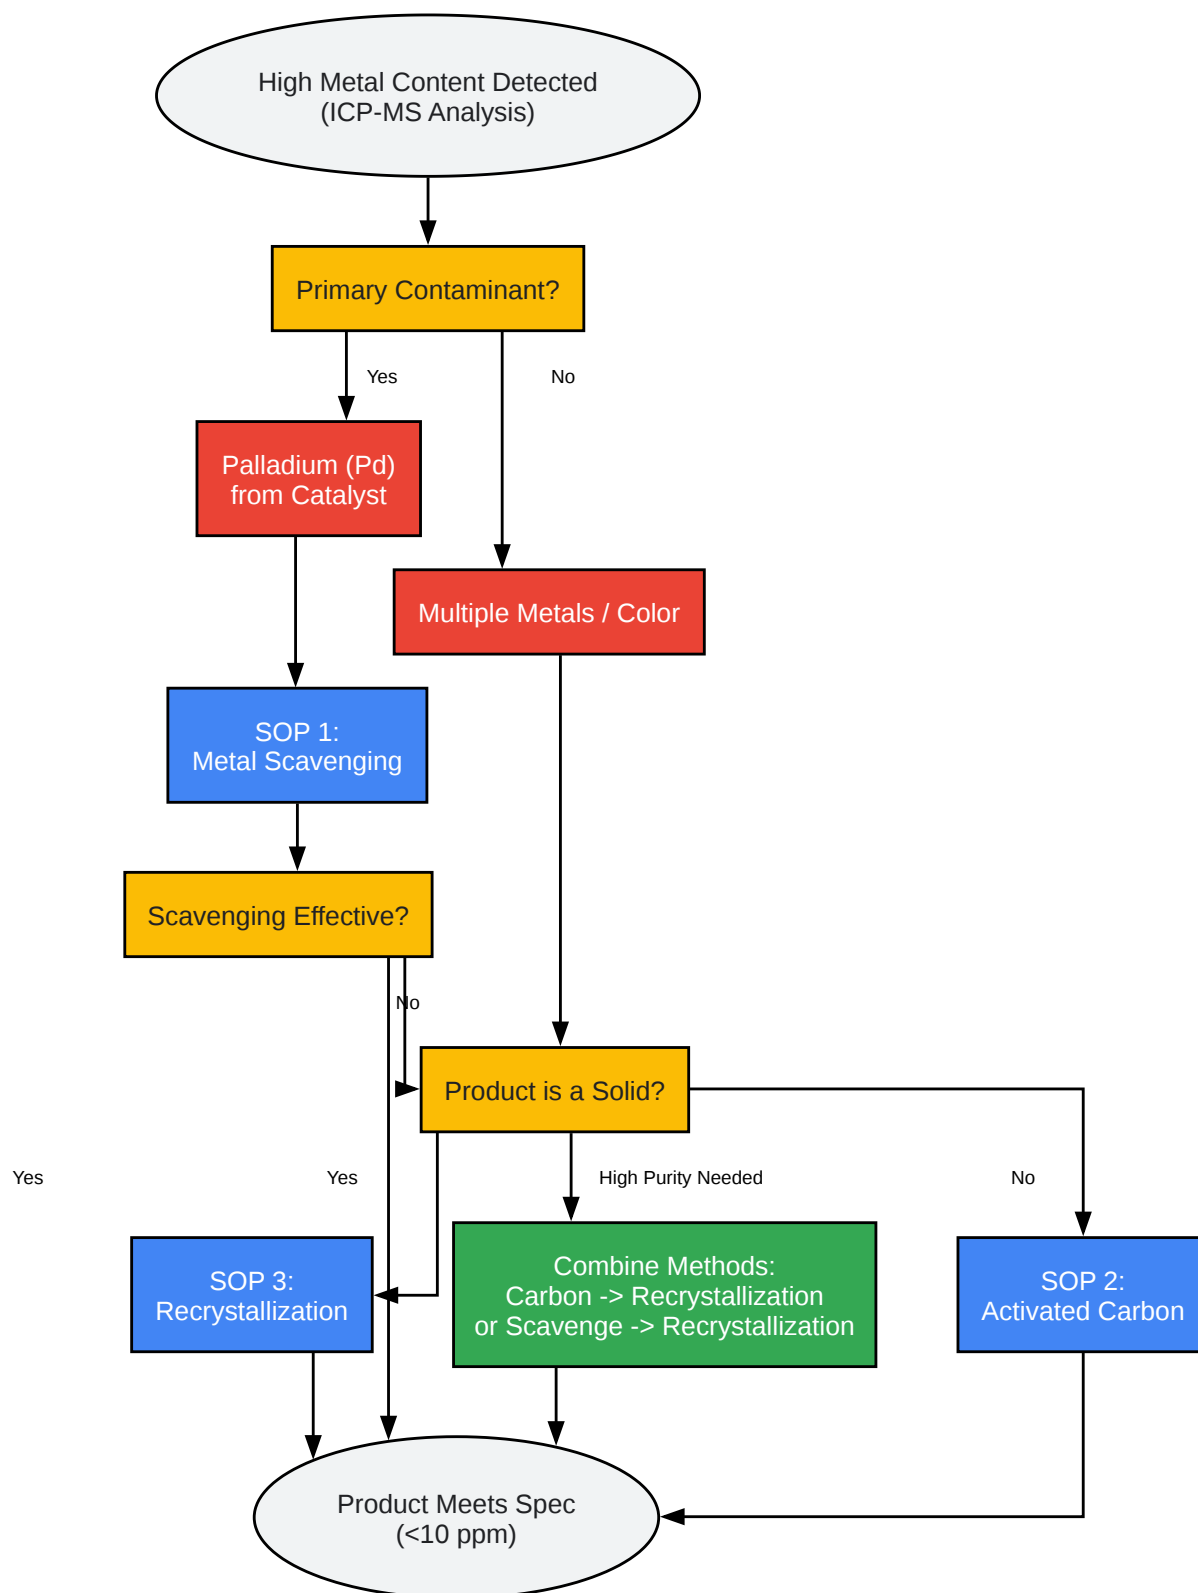 High Metal Content Detected
(ICP-MS Analysis)
Primary Contaminant?
Yes
No
Palladium (Pd)
from Catalyst
Multiple Metals / Color
SOP 1:
Metal Scavenging
Scavenging Effective?
No
Product is a Solid?
Yes
Yes
High Purity Needed
No
SOP 3:
Recrystallization
Combine Methods:
Carbon -> Recrystallization
or Scavenge -> Recrystallization
SOP 2:
Activated Carbon
Product Meets Spec
(<10 ppm)